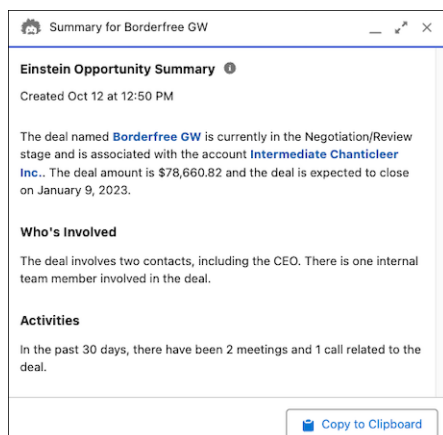 Summary for Borderfree GW
Einstein Opportunity Summary
Created Oct 12 at 12:50 PM
The deal named Borderfree GW is currently in the Negotiation/Review
stage and is associated with the account Intermediate Chanticleer
Inc.. The deal amount is $78,660.82 and the deal is expected to close
on January 9, 2023.
Who's Involved
The deal involves two contacts, including the CEO. There is one internal
team member involved in the deal.
Activities
In the past 30 days, there have been 2 meetings and 1 call related to the
deal.
Copy to Clipboard